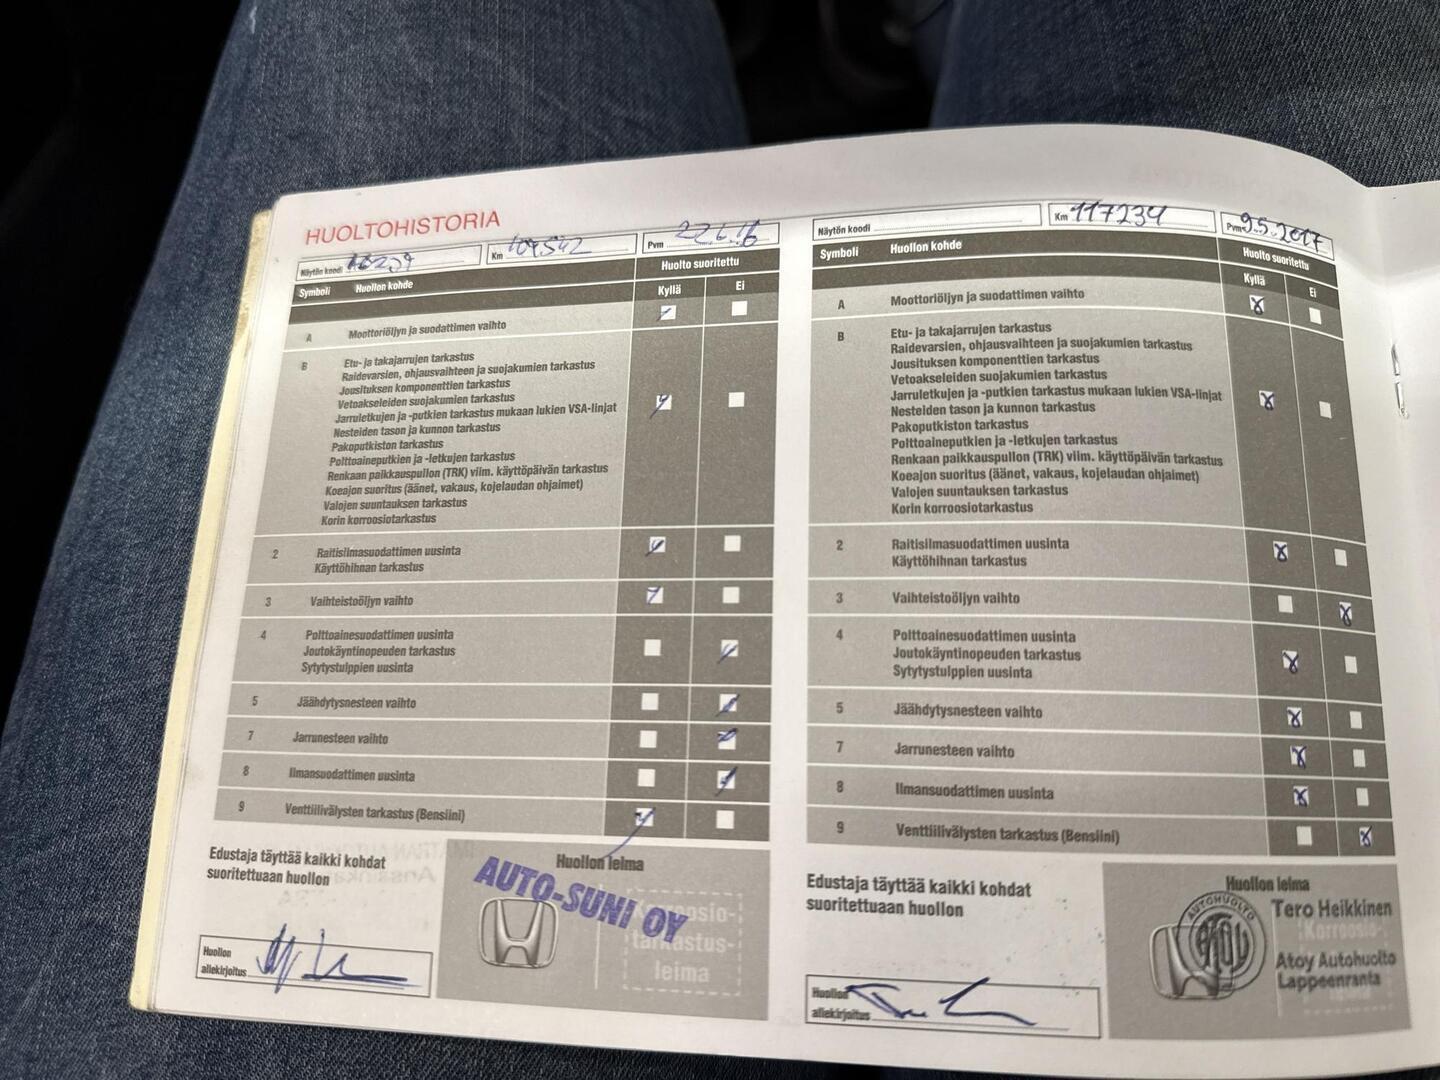 HUOLTOHISTORIA
Näytön koodi
Km 109542
Pvm 22.6.16
Symboli Huollon kohde
Huolto suoritettu
Kyllä Ei
A Moottoriöljyn ja suodattimen vaihto
B Etu- ja takajarrujen tarkastus
Raidevarsien, ohjausvaihteen ja suojakumien tarkastus
Jousituksen komponenttien tarkastus
Vetoakseleiden suojakumien tarkastus
Jarruletkujen ja -putkien tarkastus mukaan lukien VSA-linjat
Nesteiden tason ja kunnon tarkastus
Pakoputkiston tarkastus
Polttoaineputkien ja -letkujen tarkastus
Renkaan paikkauspullon (TRK) viim. käyttöpäivän tarkastus
Koeajon suoritus (äänet, vakaus, kojelaudan ohjaimet)
Valojen suuntauksen tarkastus
Korin korroosiotarkastus
2 Raitisilmasuodattimen uusinta
Käyttöhihnan tarkastus
3 Vaihteistoöljyn vaihto
4 Polttoainesuodattimen uusinta
Joutokäyntinopeuden tarkastus
Sytytystulppien uusinta
5 Jäähdytysnesteen vaihto
7 Jarrunesteen vaihto
8 Ilmansuodattimen uusinta
9 Venttiilivälysten tarkastus (Bensiini)
Edustaja täyttää kaikki kohdat
suoritettuaan huollon
Huollon
allekirjoitus
Huollon leima
AUTO-SUNI OY
Korroosio-
tarkastus-
leima
Näytön koodi
Km 117234
Pvm 9.5.2017
Symboli Huollon kohde
Huolto suoritettu
Kyllä Ei
A Moottoriöljyn ja suodattimen vaihto
B Etu- ja takajarrujen tarkastus
Raidevarsien, ohjausvaihteen ja suojakumien tarkastus
Jousituksen komponenttien tarkastus
Vetoakseleiden suojakumien tarkastus
Jarruletkujen ja -putkien tarkastus mukaan lukien VSA-linjat
Nesteiden tason ja kunnon tarkastus
Pakoputkiston tarkastus
Polttoaineputkien ja -letkujen tarkastus
Renkaan paikkauspullon (TRK) viim. käyttöpäivän tarkastus
Koeajon suoritus (äänet, vakaus, kojelaudan ohjaimet)
Valojen suuntauksen tarkastus
Korin korroosiotarkastus
2 Raitisilmasuodattimen uusinta
Käyttöhihnan tarkastus
3 Vaihteistoöljyn vaihto
4 Polttoainesuodattimen uusinta
Joutokäyntinopeuden tarkastus
Sytytystulppien uusinta
5 Jäähdytysnesteen vaihto
7 Jarrunesteen vaihto
8 Ilmansuodattimen uusinta
9 Venttiilivälysten tarkastus (Bensiini)
Edustaja täyttää kaikki kohdat
suoritettuaan huollon
Huollon
allekirjoitus
Huollon leima
AUTOHUOLTO
Tero Heikkinen
Korroosio-
Atoy Autohuolto
Lappeenranta